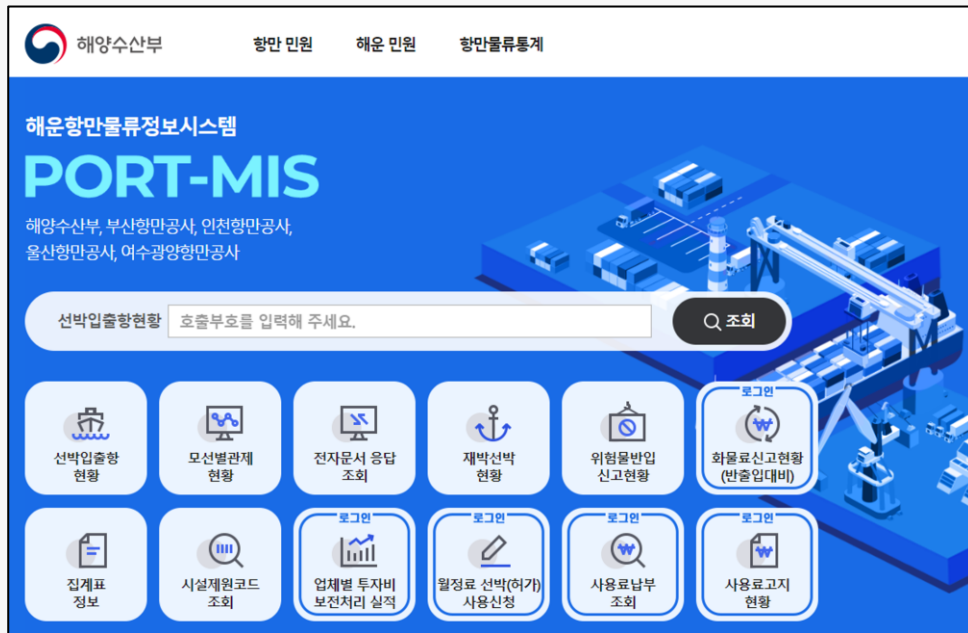 해양수산부
항만 민원 해운 민원 항만물류통계
해운항만물류정보시스템
PORT-MIS
해양수산부, 부산항만공사, 인천항만공사,
울산항만공사, 여수광양항만공사
선박입출항현황 호출부호를 입력해 주세요. 조회
선박입출항
현황
모선별관제
현황
전자문서 응답
조회
재박선박
현황
위험물반입
신고현황
로그인
화물료신고현황
(반출입대비)
집계표
정보
시설제원코드
조회
로그인
업체별 투자비
보전처리 실적
로그인
월정료 선박(허가)
사용신청
로그인
사용료납부
조회
로그인
사용료고지
현황